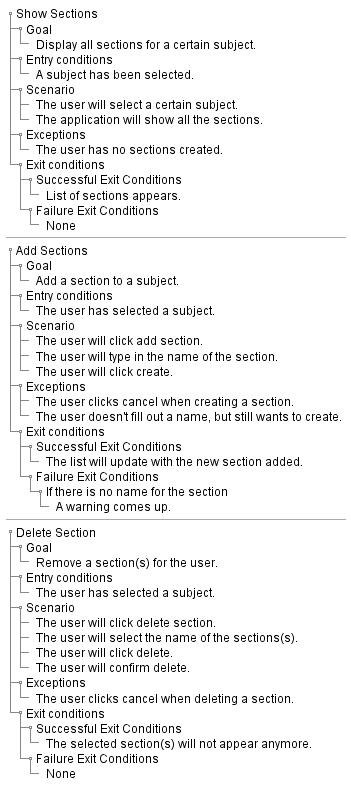 Show Sections
Goal
Display all sections for a certain subject.
Entry conditions
A subject has been selected.
Scenario
The user will select a certain subject.
The application will show all the sections.
Exceptions
The user has no sections created.
Exit conditions
Successful Exit Conditions
List of sections appears.
Failure Exit Conditions
None
Add Sections
Goal
Add a section to a subject.
Entry conditions
The user has selected a subject.
Scenario
The user will click add section.
The user will type in the name of the section.
The user will click create.
Exceptions
The user clicks cancel when creating a section.
The user doesn't fill out a name, but still wants to create.
Exit conditions
Successful Exit Conditions
The list will update with the new section added.
Failure Exit Conditions
If there is no name for the section
A warning comes up.
Delete Section
Goal
Remove a section(s) for the user.
Entry conditions
The user has selected a subject.
Scenario
The user will click delete section.
The user will select the name of the sections(s).
The user will click delete.
The user will confirm delete.
Exceptions
The user clicks cancel when deleting a section.
Exit conditions
Successful Exit Conditions
The selected section(s) will not appear anymore.
Failure Exit Conditions
None